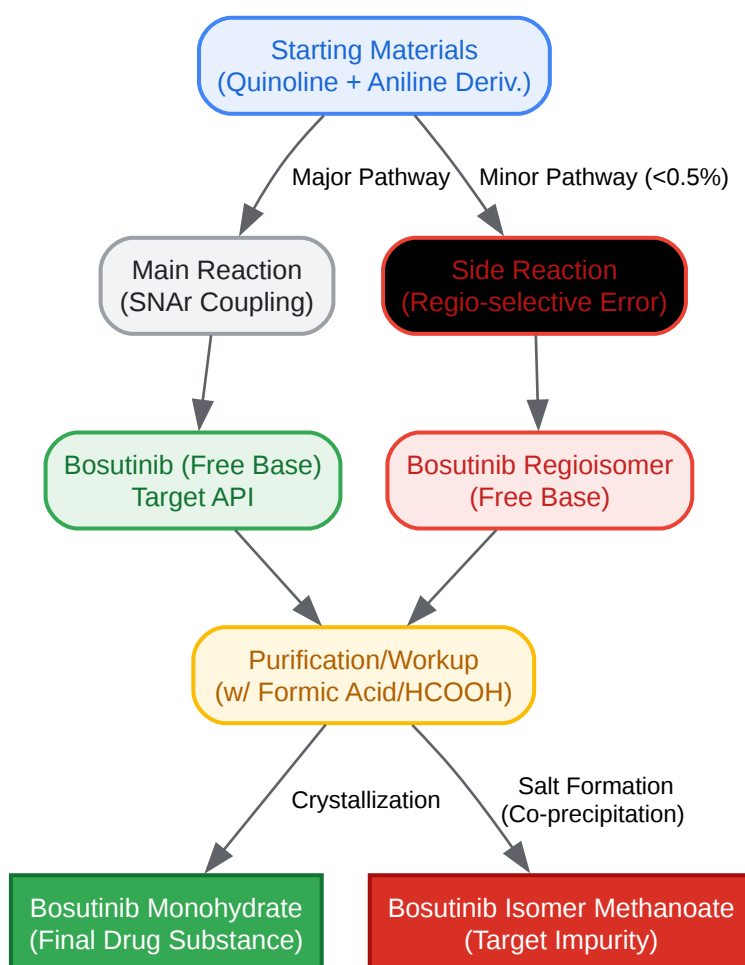 Starting Materials
(Quinoline + Aniline Deriv.)
Major Pathway
Minor Pathway (<0.5%)
Main Reaction
(SNAr Coupling)
Side Reaction
(Regio-selective Error)
Bosutinib (Free Base)
Target API
Bosutinib Regioisomer
(Free Base)
Purification/Workup
(w/ Formic Acid/HCOOH)
Crystallization
Salt Formation
(Co-precipitation)
Bosutinib Monohydrate
(Final Drug Substance)
Bosutinib Isomer Methanoate
(Target Impurity)